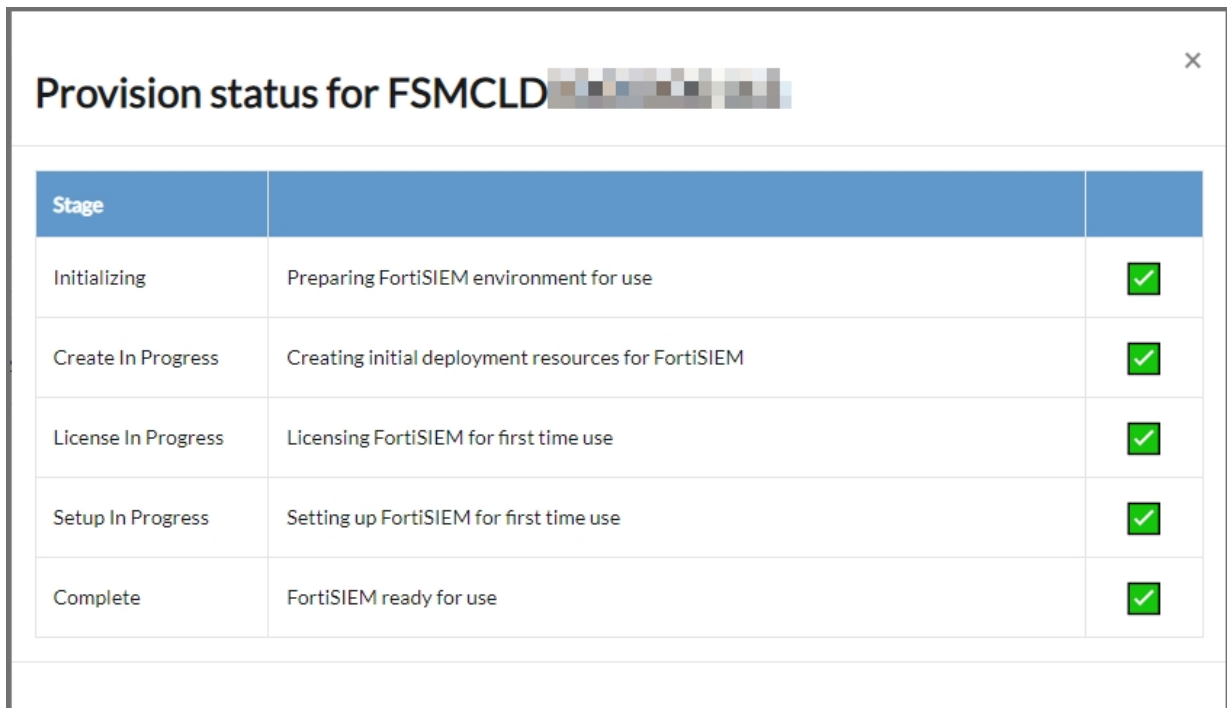 Provision status for FSMCLD
Stage
Initializing Preparing FortiSIEM environment for use
Create In Progress Creating initial deployment resources for FortiSIEM
License In Progress Licensing FortiSIEM for first time use
Setup In Progress Setting up FortiSIEM for first time use
Complete FortiSIEM ready for use